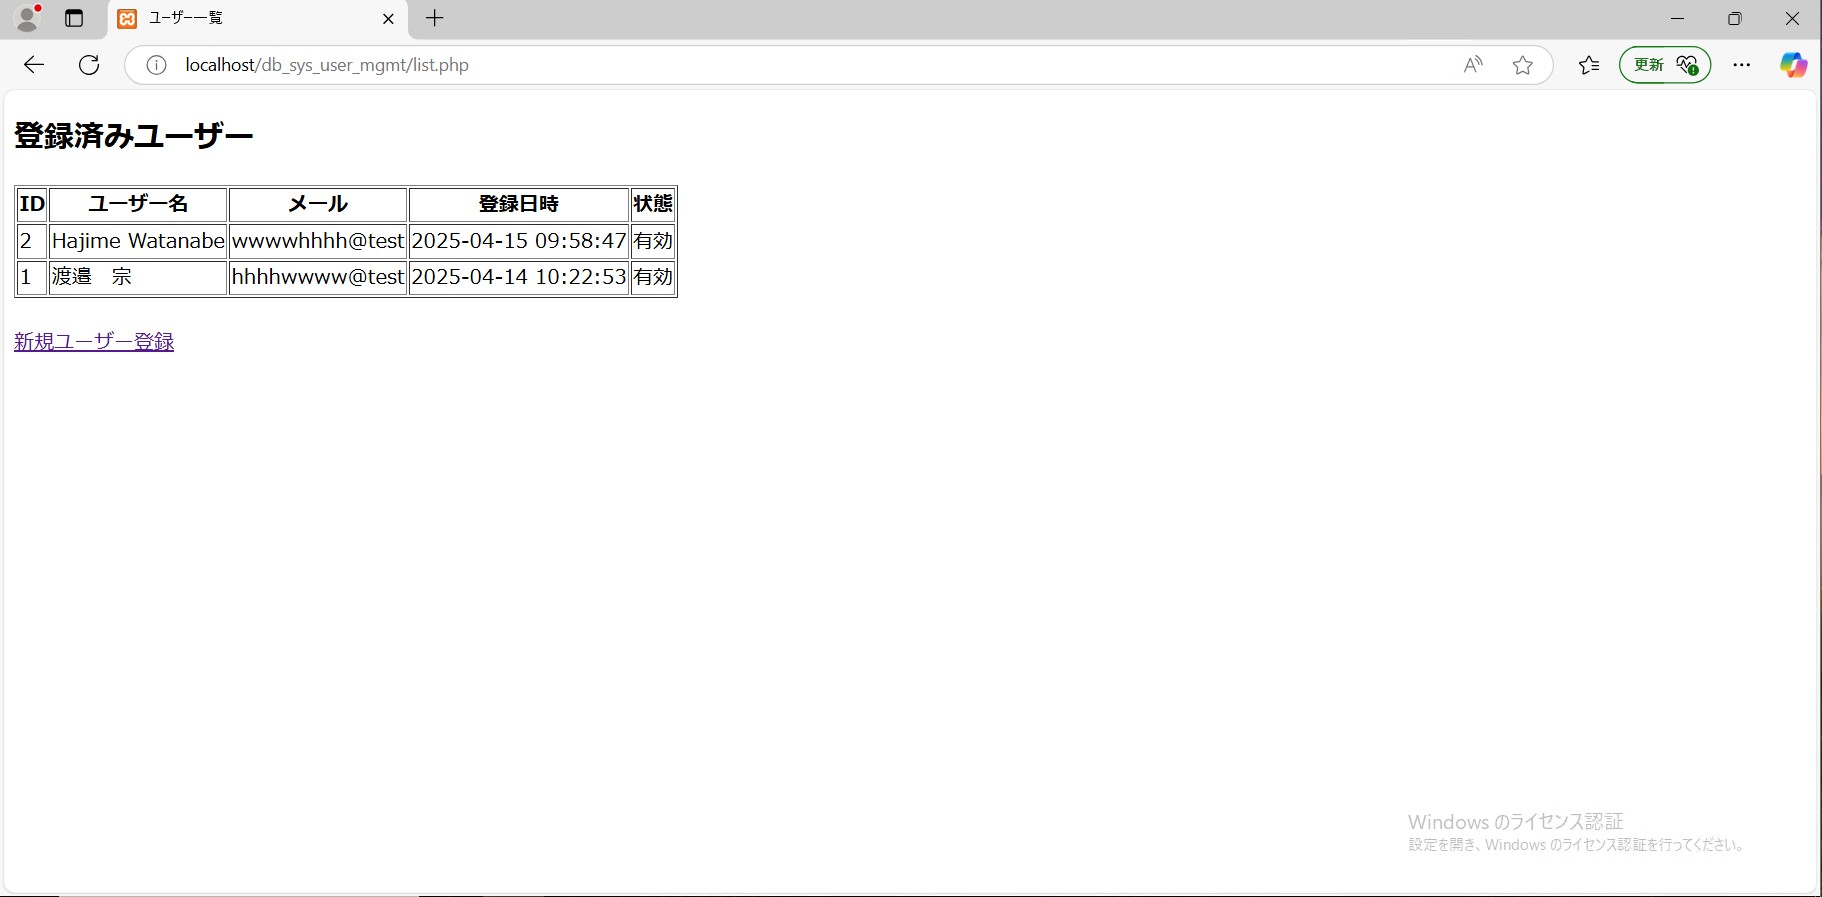 ユーザー一覧
localhost/db_sys_user_mgmt/list.php
更新
登録済みユーザー
ID ユーザー名 メール 登録日時 状態
2 Hajime Watanabe wwwwhhhh@test 2025-04-15 09:58:47 有効
1 渡邉　宗 hhhhwwww@test 2025-04-14 10:22:53 有効
新規ユーザー登録
Windows のライセンス認証
設定を開き、Windows のライセンス認証を行ってください。